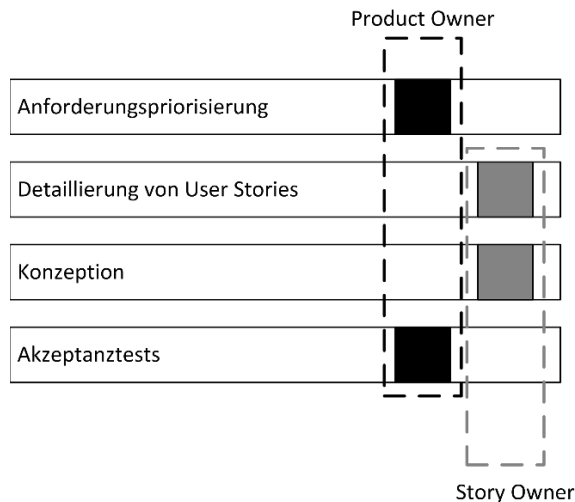 Product Owner
Anforderungspriorisierung
Detaillierung von User Stories
Konzeption
Akzeptanztests
Story Owner